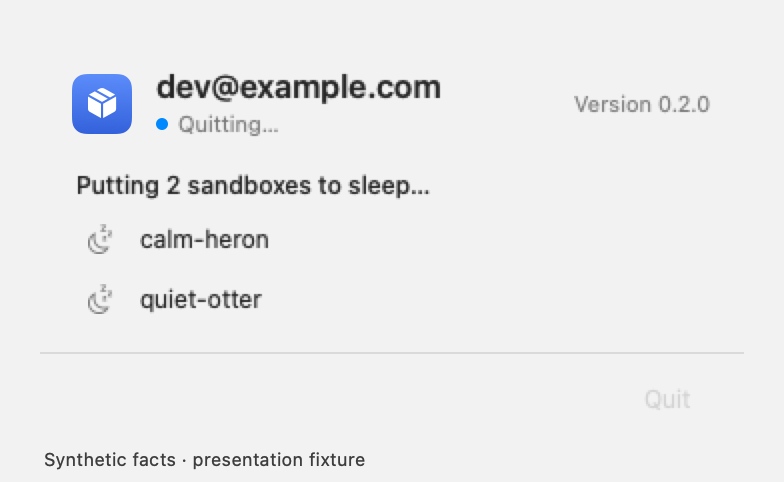 dev@example.com
Version 0.2.0
Quitting...
Putting 2 sandboxes to sleep...
calm-heron
quiet-otter
Quit
Synthetic facts · presentation fixture